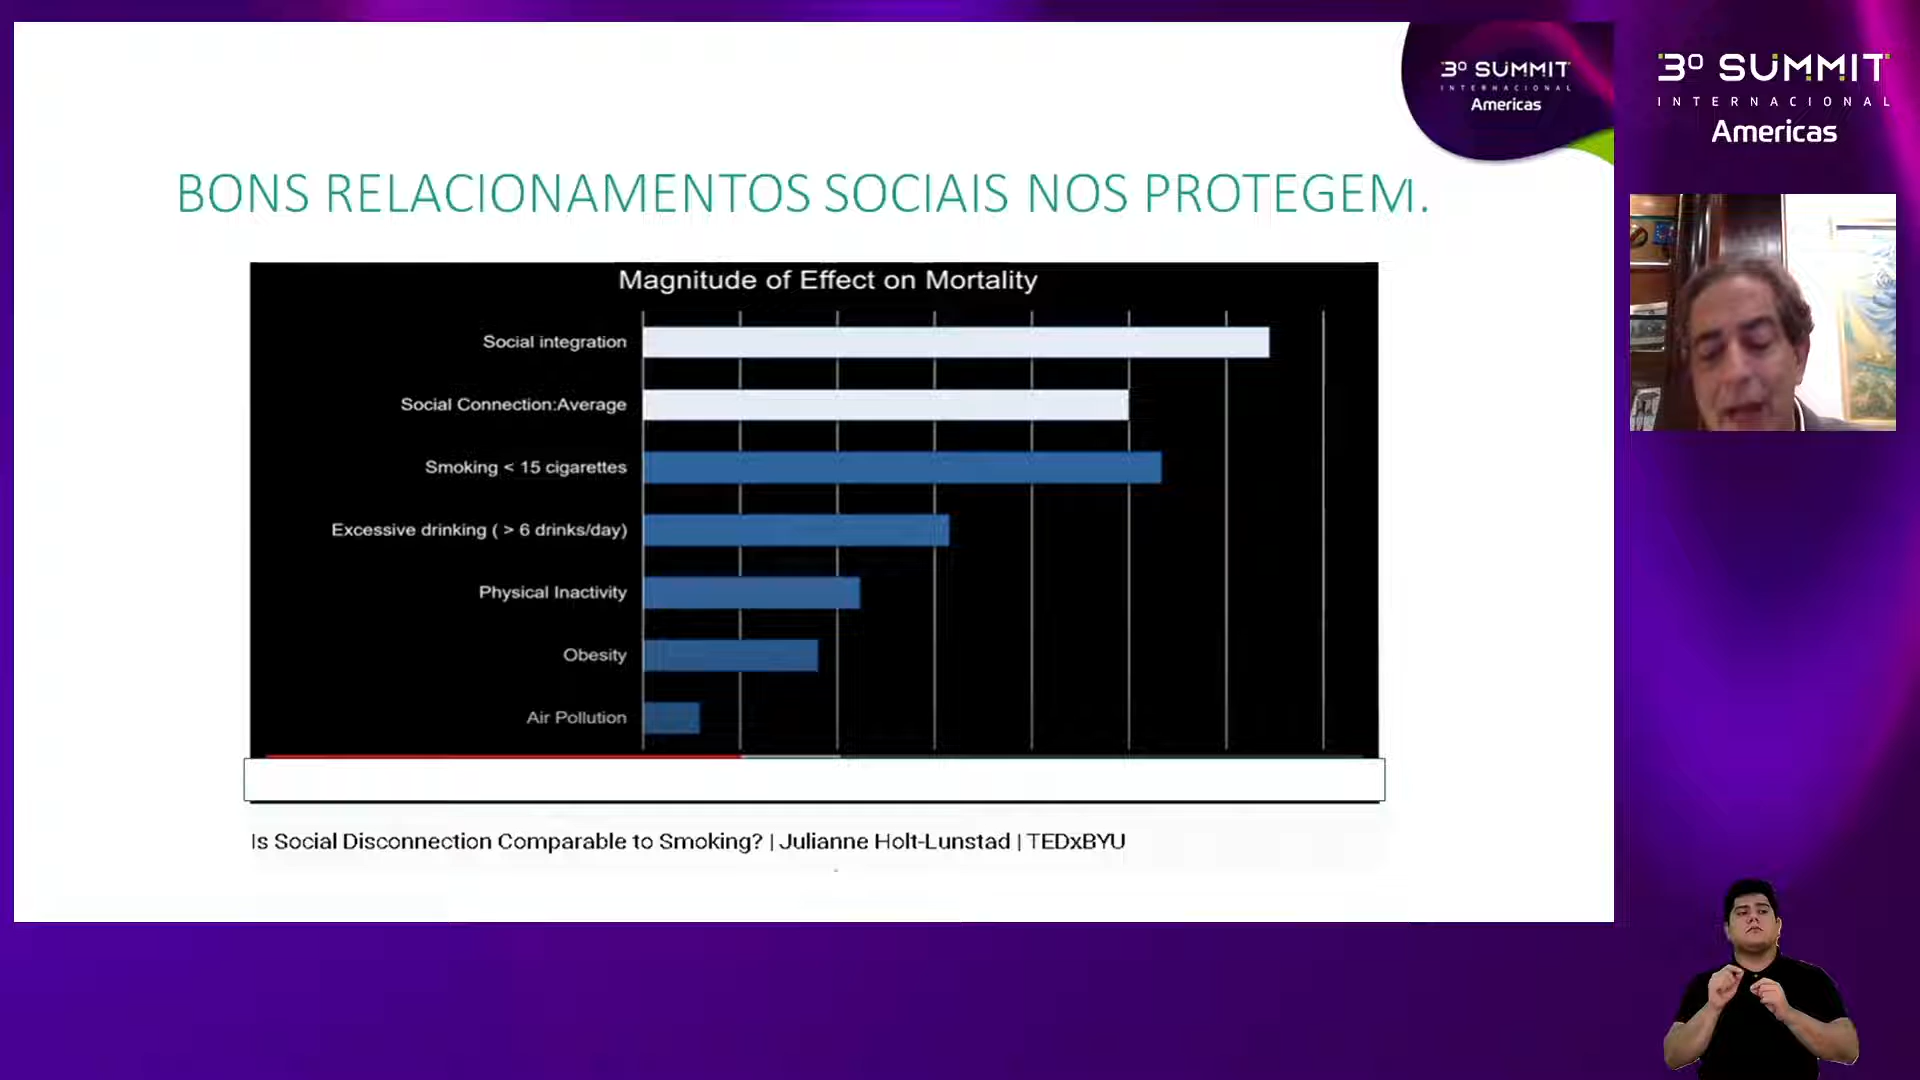 3º SUMMIT
INTERNACIONAL
Americas
BONS RELACIONAMENTOS SOCIAIS NOS PROTEGEM.
Magnitude of Effect on Mortality
Social integration
Social Connection:Average
Smoking < 15 cigarettes
Excessive drinking ( > 6 drinks/day)
Physical Inactivity
Obesity
Air Pollution
Is Social Disconnection Comparable to Smoking? | Julianne Holt-Lunstad | TEDxBYU
3º SUMMIT
INTERNACIONAL
Americas